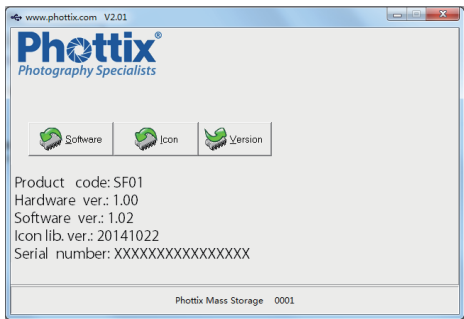 www.phottix.com V2.01
Phottix®
Photography Specialists
Software Icon Version
Product code: SF01
Hardware ver.: 1.00
Software ver.: 1.02
Icon lib. ver.: 20141022
Serial number: XXXXXXXXXXXXXXXX
Phottix Mass Storage 0001